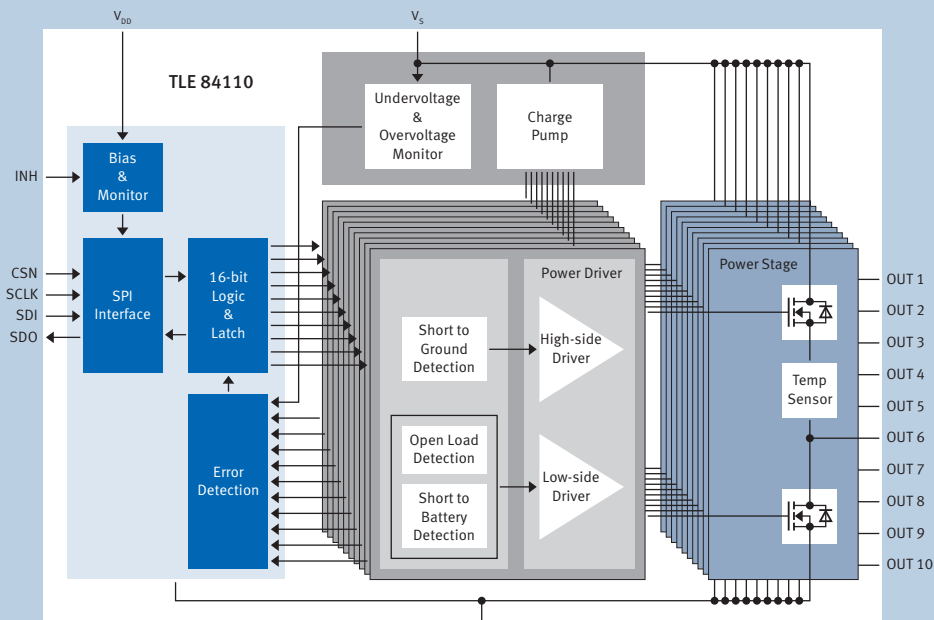 V_DD
V_S
TLE 84110
Undervoltage
&
Overvoltage
Monitor
Charge
Pump
INH
Bias
&
Monitor
CSN
SCLK
SDI
SDO
SPI
Interface
16-bit
Logic
&
Latch
Error
Detection
Power Driver
Short to
Ground
Detection
High-side
Driver
Open Load
Detection
Short to
Battery
Detection
Low-side
Driver
Power Stage
Temp
Sensor
OUT 1
OUT 2
OUT 3
OUT 4
OUT 5
OUT 6
OUT 7
OUT 8
OUT 9
OUT 10